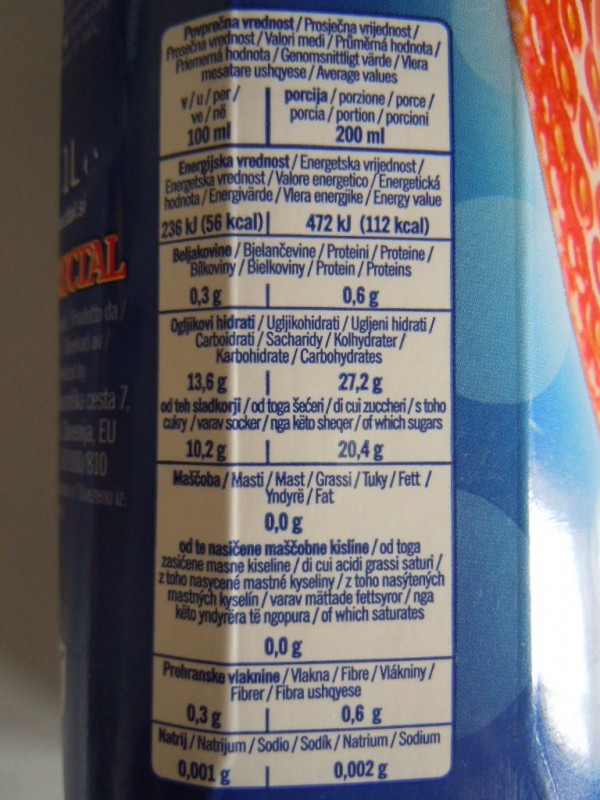 Povprečna vrednost / Prosječna vrijednost /
Prosečna vrednost / Valori medi / Průměrná hodnota /
Priemerná hodnota / Genomsnittligt värde / Vlera
mesatare ushqyese / Average values
v / u / per /
ve / në
100 ml
porcija / porzione / porce /
porcia / portion / porcioni
200 ml
Energijska vrednost / Energetska vrijednost /
Energetska vrednost / Valore energetico / Energetická
hodnota / Energivärde / Vlera energjike / Energy value
236 kJ (56 kcal) 472 kJ (112 kcal)
Beljakovine / Bjelančevine / Proteini / Proteine /
Bílkoviny / Bielkoviny / Protein / Proteins
0,3 g 0,6 g
Ogljikovi hidrati / Ugljikohidrati / Ugljeni hidrati /
Carboidrati / Sacharidy / Kolhydrater /
Karbohidrate / Carbohydrates
13,6 g 27,2 g
od teh sladkorji / od toga šećeri / di cui zuccheri / s toho
cukry / varav socker / nga këto sheqer / of which sugars
10,2 g 20,4 g
Maščoba / Masti / Mast / Grassi / Tuky / Fett /
Yndyrë / Fat
0,0 g
od te nasičene maščobne kisline / od toga
zasićene masne kiseline / di cui acidi grassi saturi /
z toho nasycené mastné kyseliny / z toho nasýtených
mastných kyselín / varav mättade fettsyror / nga
këto yndyrëra të ngopura / of which saturates
0,0 g
Prehranske vlaknine / Vlakna / Fibre / Vlákniny /
Fibrer / Fibra ushqyese
0,3 g 0,6 g
Natrij / Natrijum / Sodio / Sodík / Natrium / Sodium
0,001 g 0,002 g
1L e
cesta 7,
EU